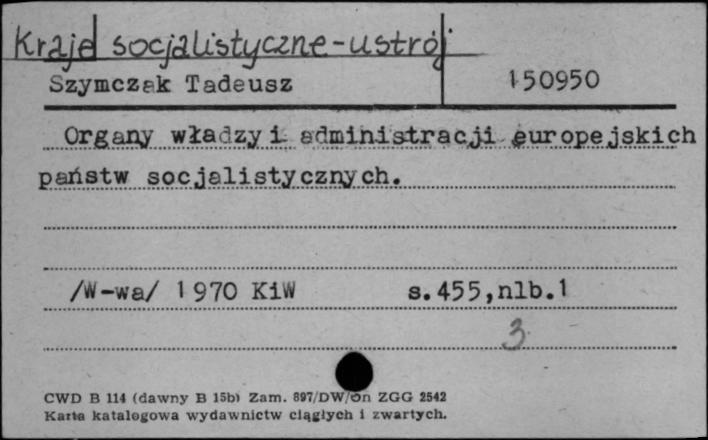 Kraje socjalistyczne - ustrój
Szymczak Tadeusz 150950
Organy władzy i administracji europejskich
państw socjalistycznych.
/W-wa/ 1970 KiW s.455,nlb.1
3
CWD B 114 (dawny B 15b) Zam. 897/DW/On ZGG 2542
Karta katalogowa wydawnictw ciągłych i zwartych.